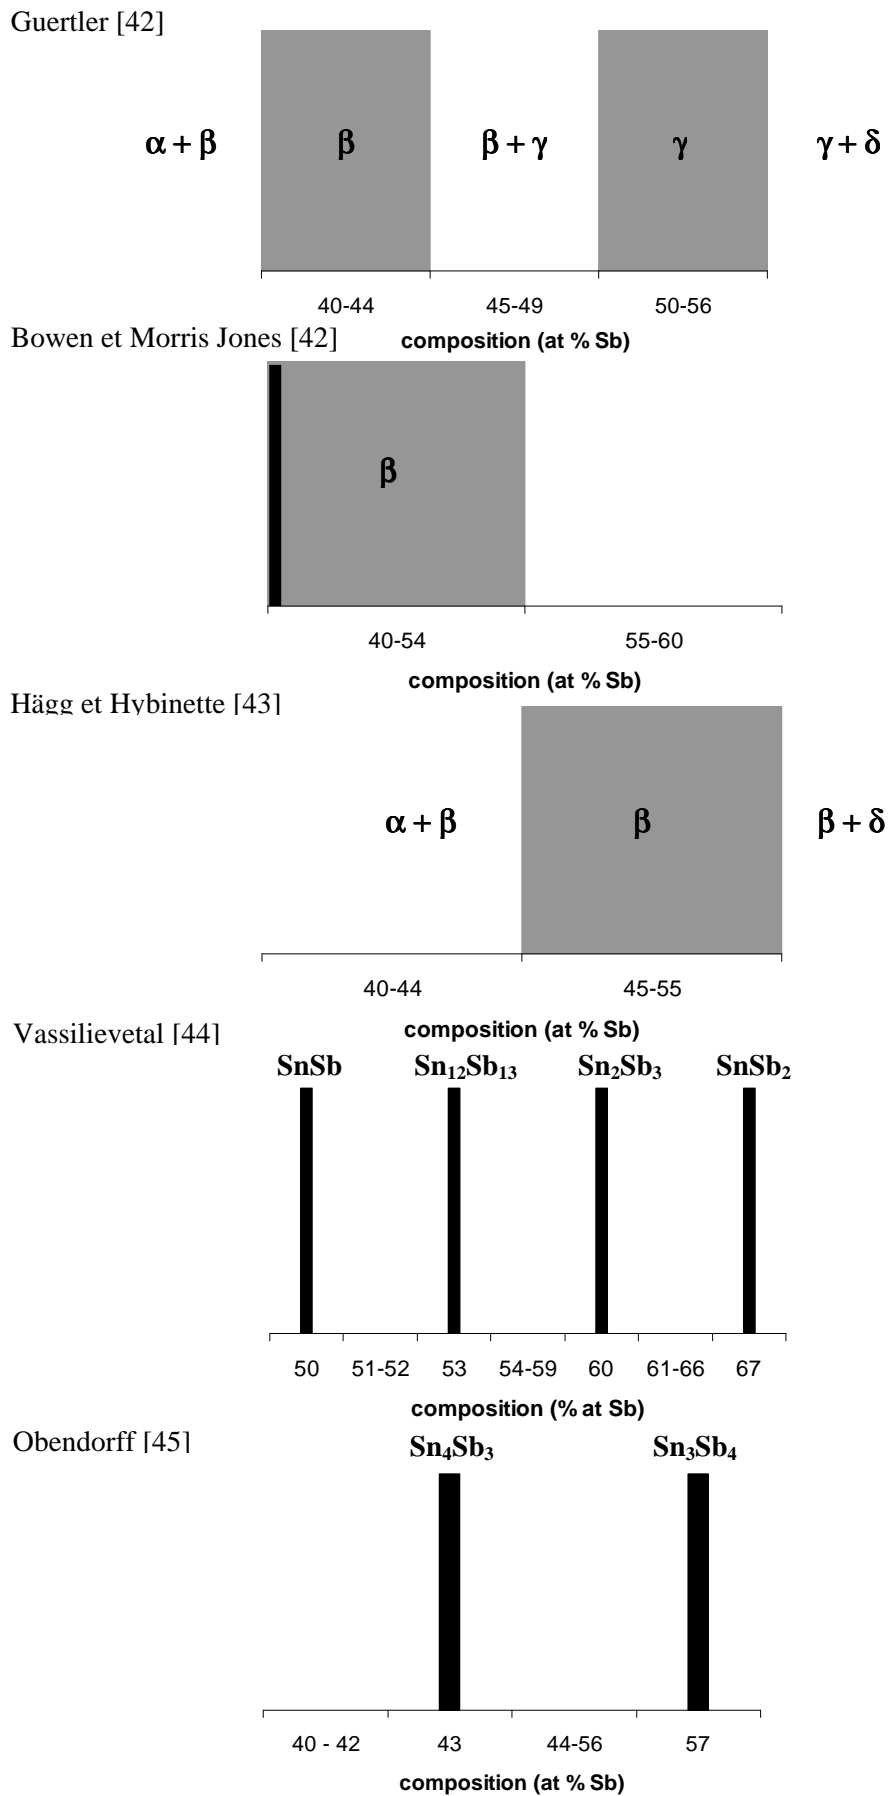 Guertler [42]
α + β β β + γ γ γ + δ
40-44 45-49 50-56
composition (at % Sb)
Bowen et Morris Jones [42]
β
40-54 55-60
composition (at % Sb)
Hägg et Hybinette [43]
α + β β β + δ
40-44 45-55
composition (at % Sb)
Vassilievetal [44]
SnSb Sn₁₂Sb₁₃ Sn₂Sb₃ SnSb₂
50 51-52 53 54-59 60 61-66 67
composition (% at Sb)
Obendorff [45]
Sn₄Sb₃ Sn₃Sb₄
40 - 42 43 44-56 57
composition (at % Sb)